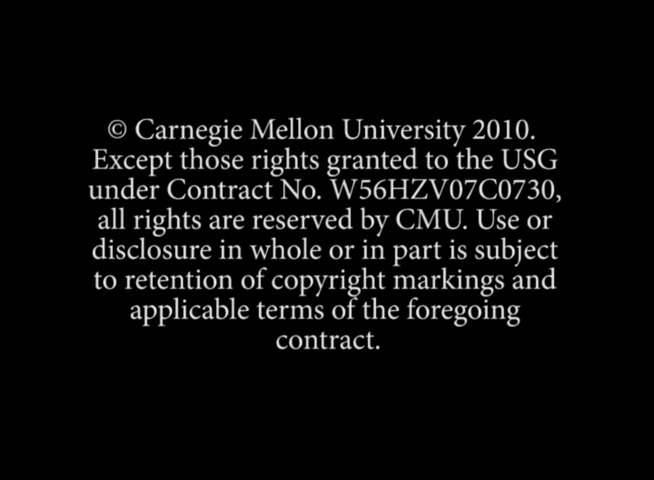 © Carnegie Mellon University 2010.
Except those rights granted to the USG
under Contract No. W56HZV07C0730,
all rights are reserved by CMU. Use or
disclosure in whole or in part is subject
to retention of copyright markings and
applicable terms of the foregoing
contract.